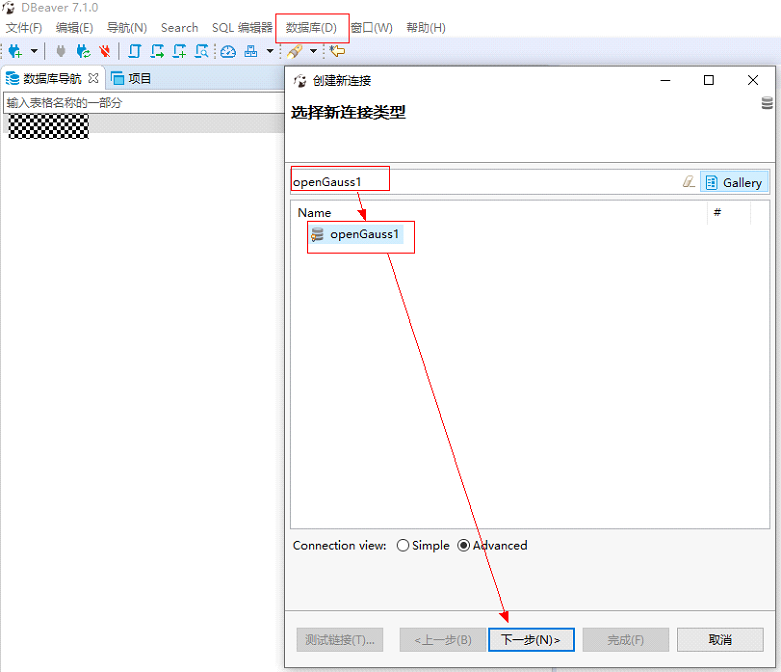 DBeaver 7.1.0
文件(F) 编辑(E) 导航(N) Search SQL 编辑器 数据库(D) 窗口(W) 帮助(H)
数据库导航 项目
输入表格名称的一部分
创建新连接
选择新连接类型
openGauss1 Gallery
Name #
openGauss1
Connection view: Simple Advanced
测试链接(T)... <上一步(B) 下一步(N)> 完成(F) 取消